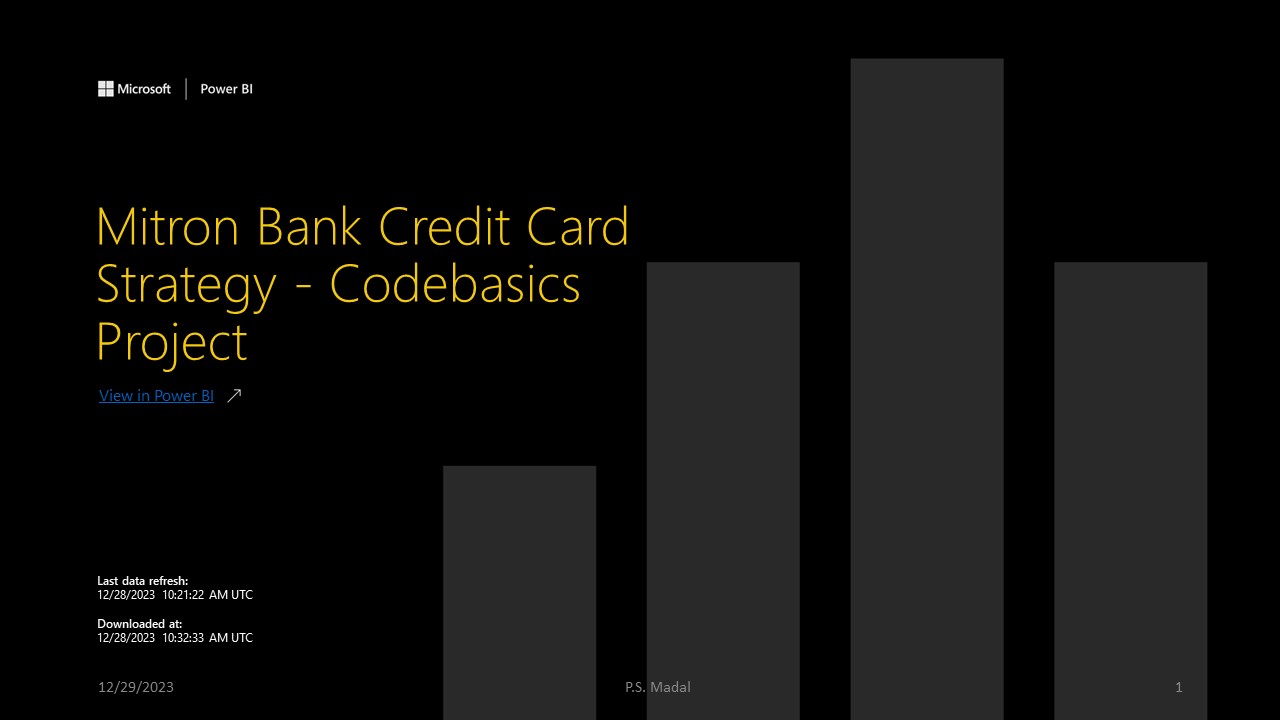 Microsoft | Power BI
Mitron Bank Credit Card
Strategy - Codebasics
Project
View in Power BI
Last data refresh:
12/28/2023 10:21:22 AM UTC
Downloaded at:
12/28/2023 10:32:33 AM UTC
12/29/2023 P.S. Madal 1